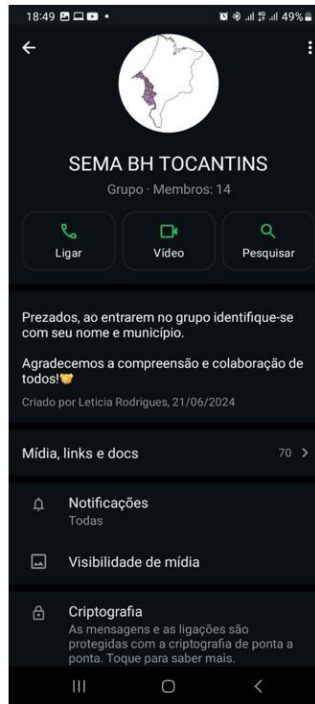 18:49
49%
SEMA BH TOCANTINS
Grupo · Membros: 14
Ligar
Vídeo
Pesquisar
Prezados, ao entrarem no grupo identifique-se
com seu nome e município.
Agradecemos a compreensão e colaboração de
todos!🤝
Criado por Leticia Rodrigues, 21/06/2024
Mídia, links e docs
70
Notificações
Todas
Visibilidade de mídia
Criptografia
As mensagens e as ligações são
protegidas com a criptografia de ponta a
ponta. Toque para saber mais.